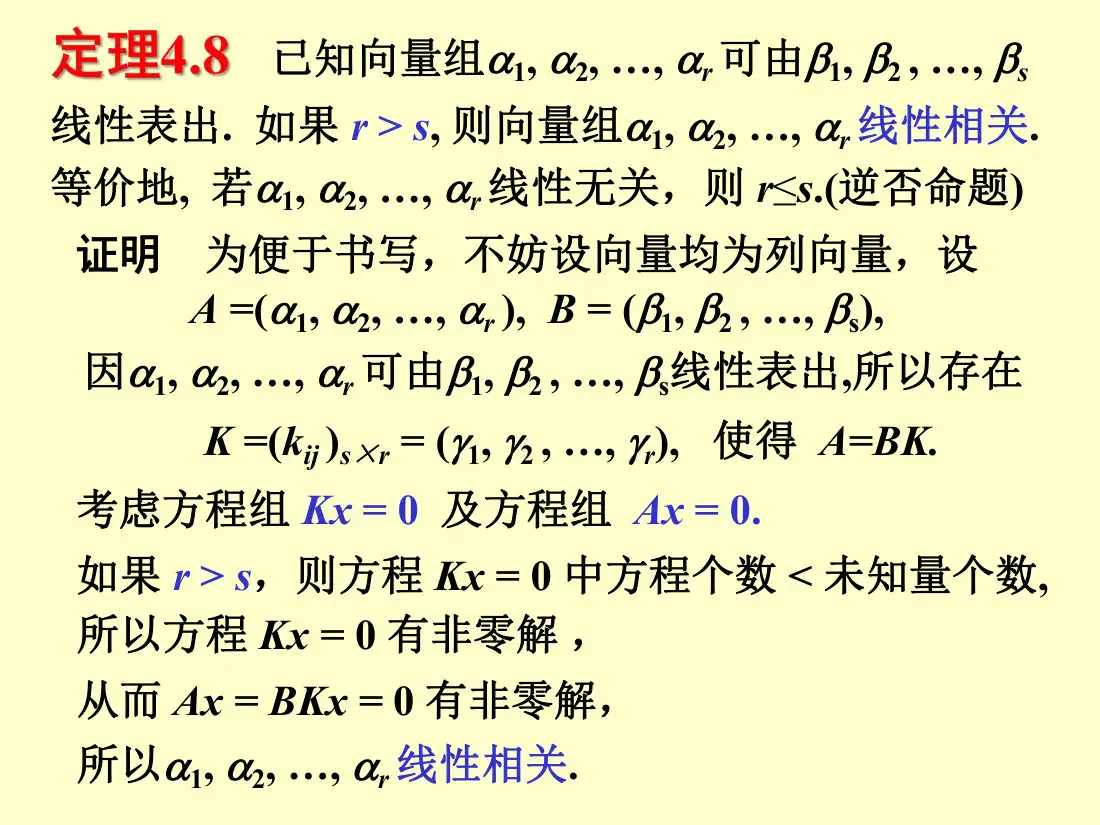 定理4.8 已知向量组α1, α2, …, αr 可由β1, β2 , …, βs
线性表出. 如果 r > s, 则向量组α1, α2, …, αr 线性相关.
等价地, 若α1, α2, …, αr 线性无关，则 r≤s.(逆否命题)
证明 为便于书写，不妨设向量均为列向量，设
A =(α1, α2, …, αr ), B = (β1, β2 , …, βs),
因α1, α2, …, αr 可由β1, β2 , …, βs线性表出,所以存在
K =(kij )s×r = (γ1, γ2 , …, γr), 使得 A=BK.
考虑方程组 Kx = 0 及方程组 Ax = 0.
如果 r > s，则方程 Kx = 0 中方程个数 < 未知量个数,
所以方程 Kx = 0 有非零解 ，
从而 Ax = BKx = 0 有非零解，
所以α1, α2, …, αr 线性相关.